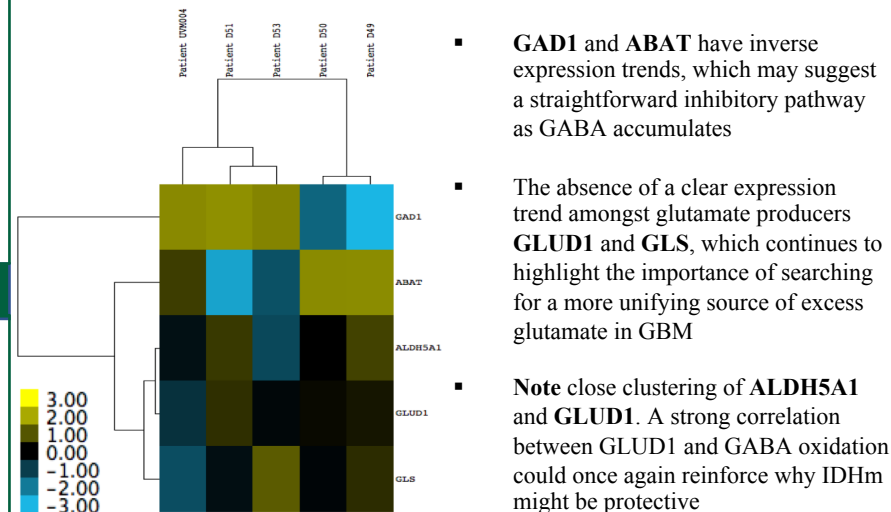 Patient UVM004
Patient D51
Patient D53
Patient D50
Patient D49
GAD1
ABAT
ALDH5A1
GLUD1
GLS
3.00
2.00
1.00
0.00
-1.00
-2.00
-3.00
▪ GAD1 and ABAT have inverse
expression trends, which may suggest
a straightforward inhibitory pathway
as GABA accumulates
▪ The absence of a clear expression
trend amongst glutamate producers
GLUD1 and GLS, which continues to
highlight the importance of searching
for a more unifying source of excess
glutamate in GBM
▪ Note close clustering of ALDH5A1
and GLUD1. A strong correlation
between GLUD1 and GABA oxidation
could once again reinforce why IDHm
might be protective